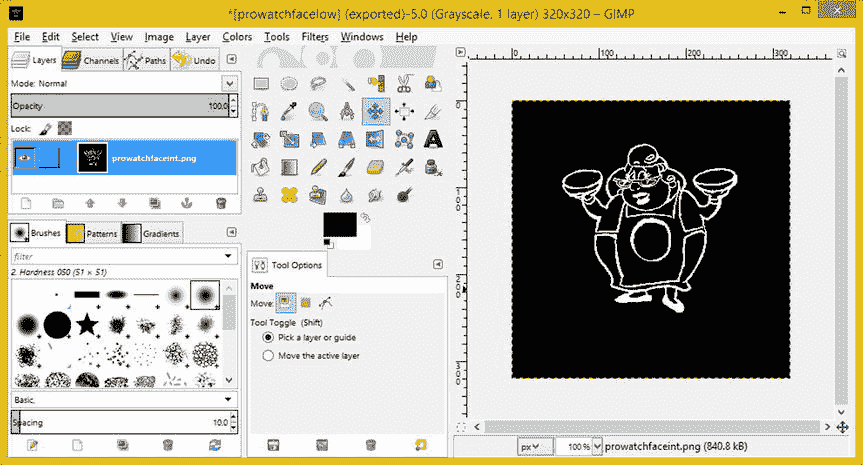 *{prowatchfacelow} (exported)-5.0 (Grayscale, 1 layer) 320x320 – GIMP
File Edit Select View Image Layer Colors Tools Filters Windows Help
Layers Channels Paths Undo
Mode: Normal
Opacity 100.0
Lock:
prowatchfaceint.png
Brushes Patterns Gradients
filter
2. Hardness 050 (51 × 51)
Basic,
Spacing 10.0
Tool Options
Move
Move:
Tool Toggle (Shift)
Pick a layer or guide
Move the active layer
0 100 200 300
0
100
200
300
px 100 % prowatchfaceint.png (840.8 kB)